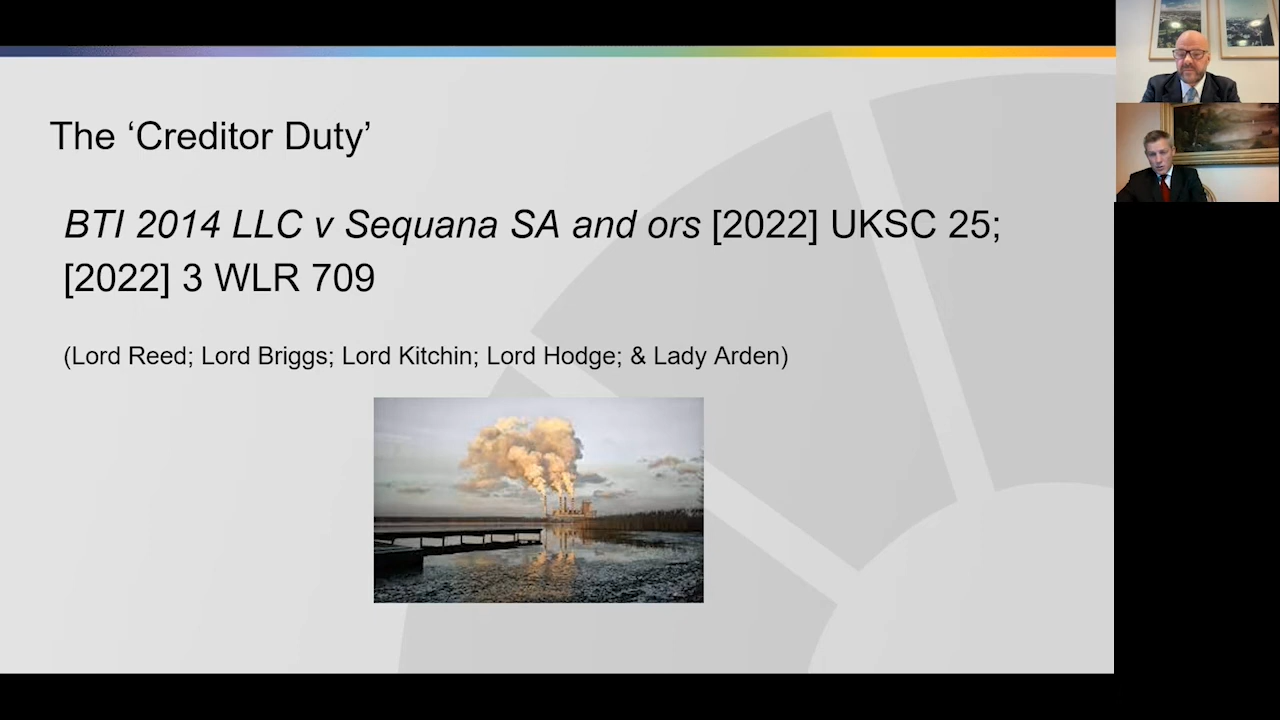 The ‘Creditor Duty’
BTI 2014 LLC v Sequana SA and ors [2022] UKSC 25;
[2022] 3 WLR 709
(Lord Reed; Lord Briggs; Lord Kitchin; Lord Hodge; & Lady Arden)